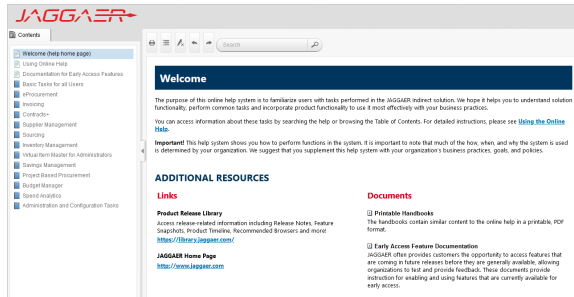 JAGGAER
Contents
Search
Welcome (help home page)
Using Online Help
Documentation for Early Access Features
Basic Tasks for all Users
eProcurement
Invoicing
Contracts+
Supplier Management
Sourcing
Inventory Management
Virtual Item Master for Administrators
Savings Management
Project Based Procurement
Budget Manager
Spend Analytics
Administration and Configuration Tasks
Welcome
The purpose of this online help system is to familiarize users with tasks performed in the JAGGAER Indirect solution. We hope it helps you to understand solution
functionality, perform common tasks and incorporate product functionality to use it most effectively with your business practices.
You can access information about these tasks by searching the help or browsing the Table of Contents. For detailed instructions, please see Using the Online
Help.
Important! This help system shows you how to perform functions in the system. It is important to note that much of the how, when, and why the system is used
is determined by your organization. We suggest that you supplement this help system with your organization's business practices, goals, and policies.
ADDITIONAL RESOURCES
Links
Product Release Library
Access release-related information including Release Notes, Feature
Snapshots, Product Timeline, Recommended Browsers and more!
https://library.jaggaer.com/
JAGGAER Home Page
http://www.jaggaer.com
Documents
Printable Handbooks
The handbooks contain similar content to the online help in a printable, PDF
format.
Early Access Feature Documentation
JAGGAER often provides customers the opportunity to access features that
are coming in future releases before they are generally available, allowing
organizations to test and provide feedback. These documents provide
instruction for enabling and using features that are currently available for
early access.